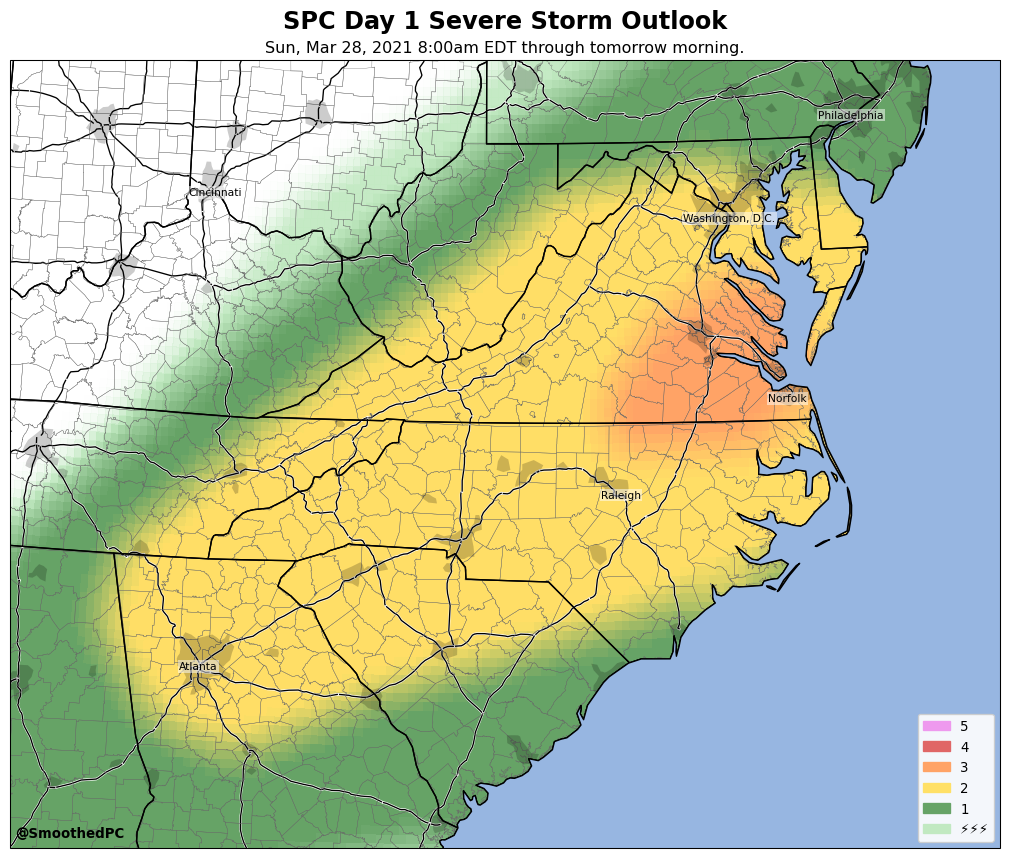 SPC Day 1 Severe Storm Outlook
Sun, Mar 28, 2021 8:00am EDT through tomorrow morning.
Philadelphia
Cincinnati
Washington, D.C.
Norfolk
Raleigh
Atlanta
5
4
3
2
1
⚡⚡⚡
@SmoothedPC